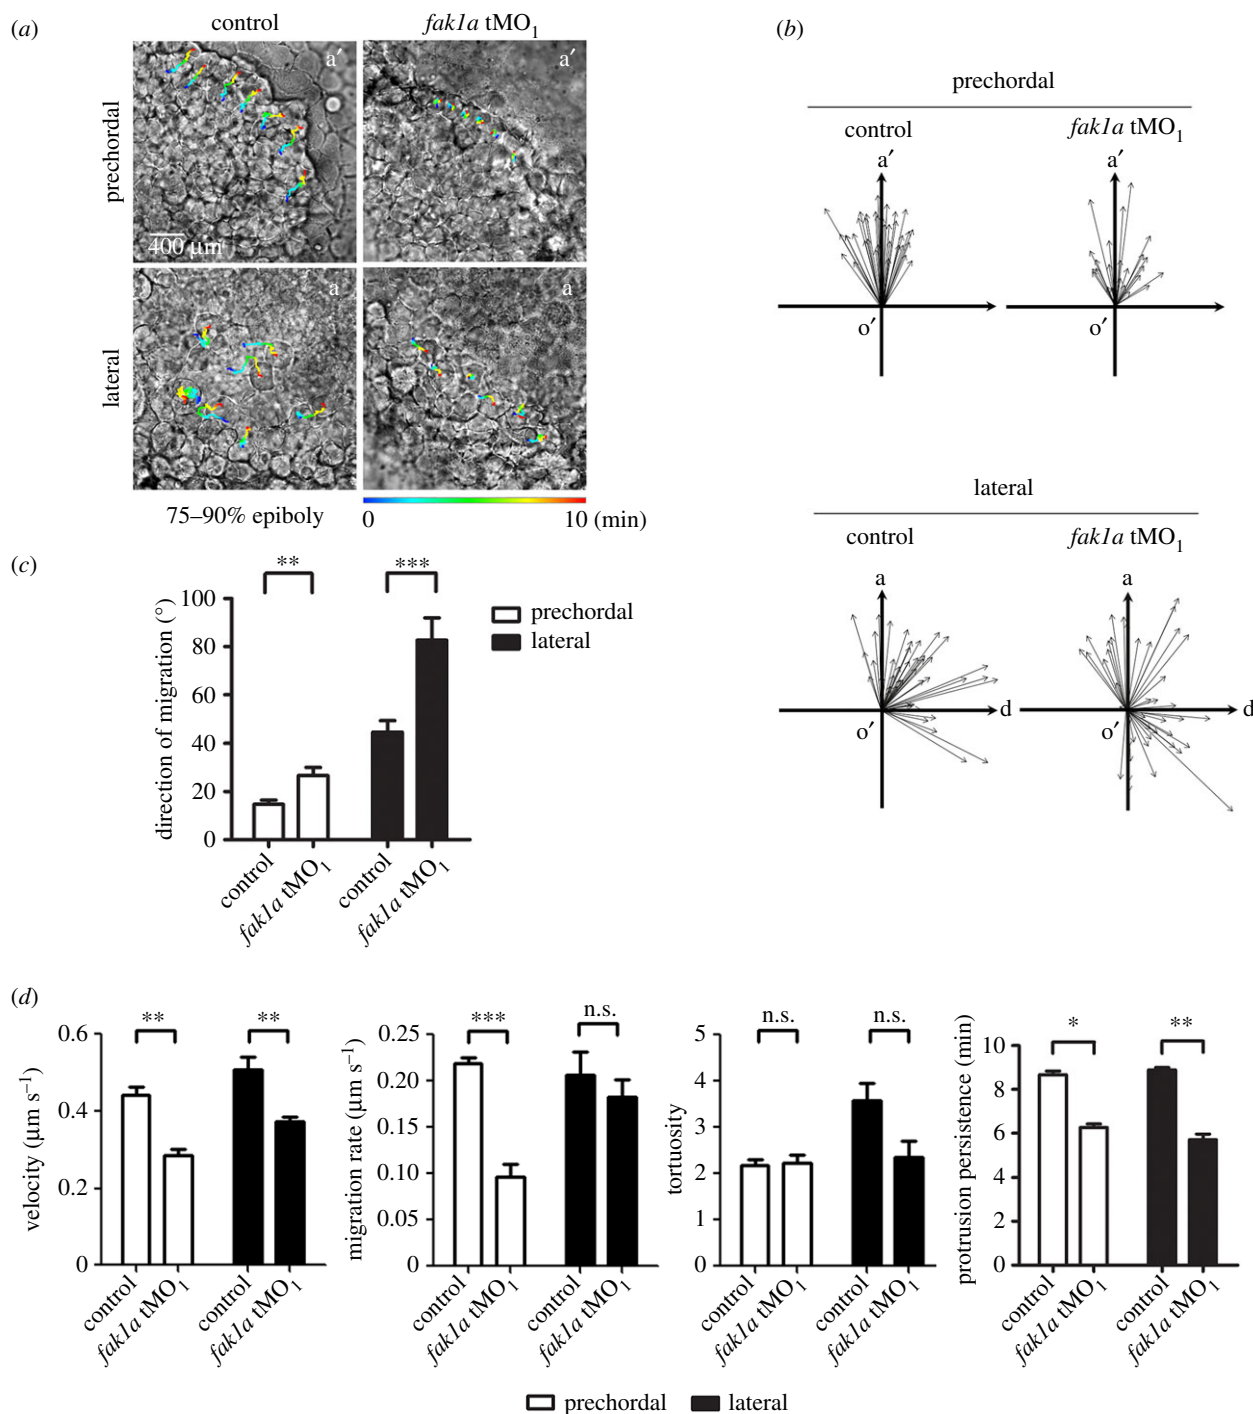 (a)
control
fak1a tMO1
prechordal
a′
a′
400 µm
lateral
a
a
75–90% epiboly
0
10 (min)
(b)
prechordal
control
fak1a tMO1
a′
a′
o′
o′
lateral
control
fak1a tMO1
a
a
d
d
o′
o′
(c)
direction of migration (°)
100
80
60
40
20
0
**
***
prechordal
lateral
control
fak1a tMO1
control
fak1a tMO1
(d)
velocity (µm s−1)
0.6
0.4
0.2
0
**
**
control
fak1a tMO1
control
fak1a tMO1
migration rate (µm s−1)
0.25
0.20
0.15
0.10
0.05
0
***
n.s.
control
fak1a tMO1
control
fak1a tMO1
tortuosity
5
4
3
2
1
0
n.s.
n.s.
control
fak1a tMO1
control
fak1a tMO1
protrusion persistence (min)
10
8
6
4
2
0
*
**
control
fak1a tMO1
control
fak1a tMO1
prechordal
lateral